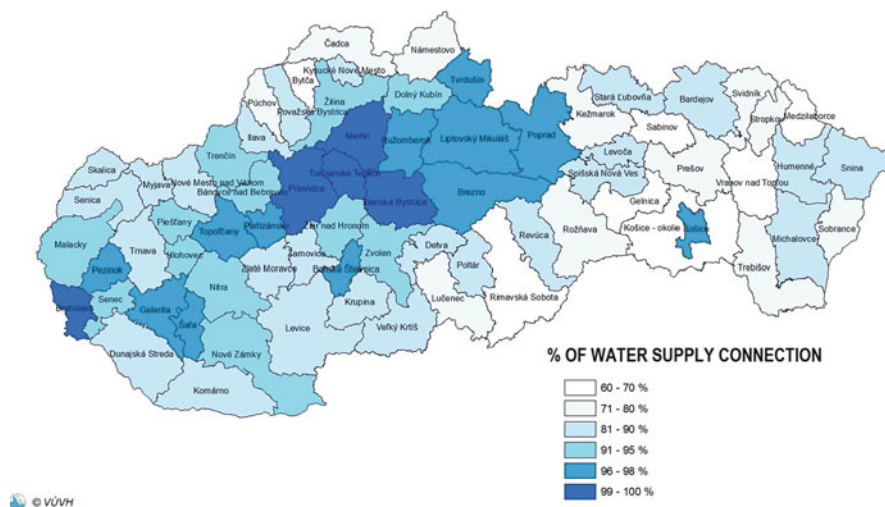 Čadca
Námestovo
Kysucké Nové Mesto
Bytča
Tvrdošín
Púchov
Žilina
Dolný Kubín
Považská Bystrica
Stará Ľubovňa
Bardejov
Svidník
Stropkov
Medzilaborce
Kežmarok
Sabinov
Ilava
Martin
Ružomberok
Liptovský Mikuláš
Poprad
Levoča
Trenčín
Turčianske Teplice
Spišská Nová Ves
Prešov
Humenné
Snina
Skalica
Myjava
Nové Mesto nad Váhom
Bánovce nad Bebravou
Prievidza
Banská Bystrica
Brezno
Vranov nad Topľou
Gelnica
Senica
Piešťany
Topoľčany
Partizánske
Žiar nad Hronom
Rožňava
Košice - okolie
Košice
Michalovce
Sobrance
Malacky
Trnava
Hlohovec
Zvolen
Detva
Revúca
Žarnovica
Zlaté Moravce
Banská Štiavnica
Poltár
Trebišov
Pezinok
Nitra
Bratislava
Senec
Galanta
Šaľa
Levice
Krupina
Lučenec
Rimavská Sobota
Veľký Krtíš
Dunajská Streda
Nové Zámky
Komárno
% OF WATER SUPPLY CONNECTION
60 - 70 %
71 - 80 %
81 - 90 %
91 - 95 %
96 - 98 %
99 - 100 %
© VÚVH